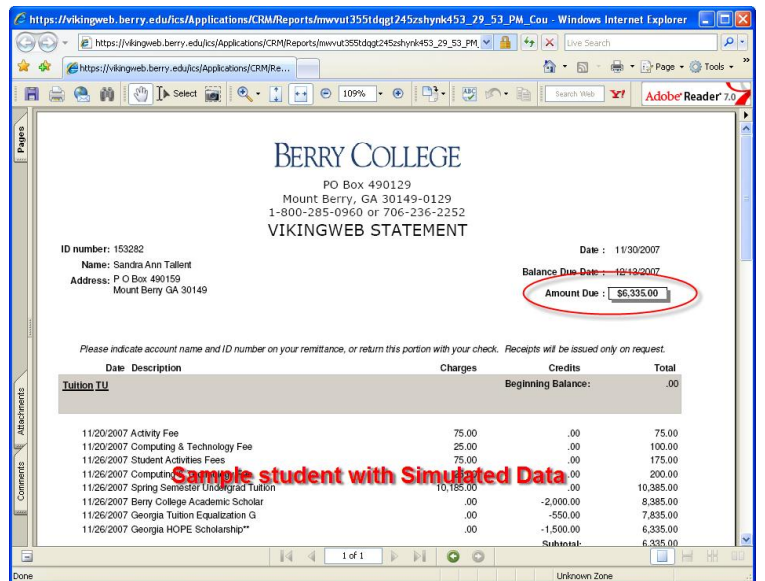 https://vikingweb.berry.edu/ics/Applications/CRM/Reports/mwvut355tdqgt245zshynk453_29_53_PM_Cou - Windows Internet Explorer
https://vikingweb.berry.edu/ics/Applications/CRM/Reports/mwvut355tdqgt245zshynk453_29_53_PM_ Live Search
https://vikingweb.berry.edu/ics/Applications/CRM/Re... Page Tools »
Select 109% Search Web Y! Adobe Reader 7.0
Pages
Attachments
Comments
BERRY COLLEGE
PO Box 490129
Mount Berry, GA 30149-0129
1-800-285-0960 or 706-236-2252
VIKINGWEB STATEMENT
ID number: 153282 Date : 11/30/2007
Name: Sandra Ann Tallent Balance Due Date : 12/13/2007
Address: P O Box 490159
Mount Berry GA 30149 Amount Due : $6,335.00
Please indicate account name and ID number on your remittance, or return this portion with your check. Receipts will be issued only on request.
Date Description Charges Credits Total
Tuition TU Beginning Balance: .00
11/20/2007 Activity Fee 75.00 .00 75.00
11/20/2007 Computing & Technology Fee 25.00 .00 100.00
11/26/2007 Student Activities Fees 75.00 .00 175.00
11/26/2007 Computing .00 200.00
Sample student with Simulated Data
11/26/2007 Spring Semester Undergrad Tuition 10,185.00 .00 10,385.00
11/26/2007 Berry College Academic Scholar .00 -2,000.00 8,385.00
11/26/2007 Georgia Tuition Equalization G .00 -550.00 7,835.00
11/26/2007 Georgia HOPE Scholarship** .00 -1,500.00 6,335.00
Subtotal: 6,335.00
1 of 1
Done Unknown Zone